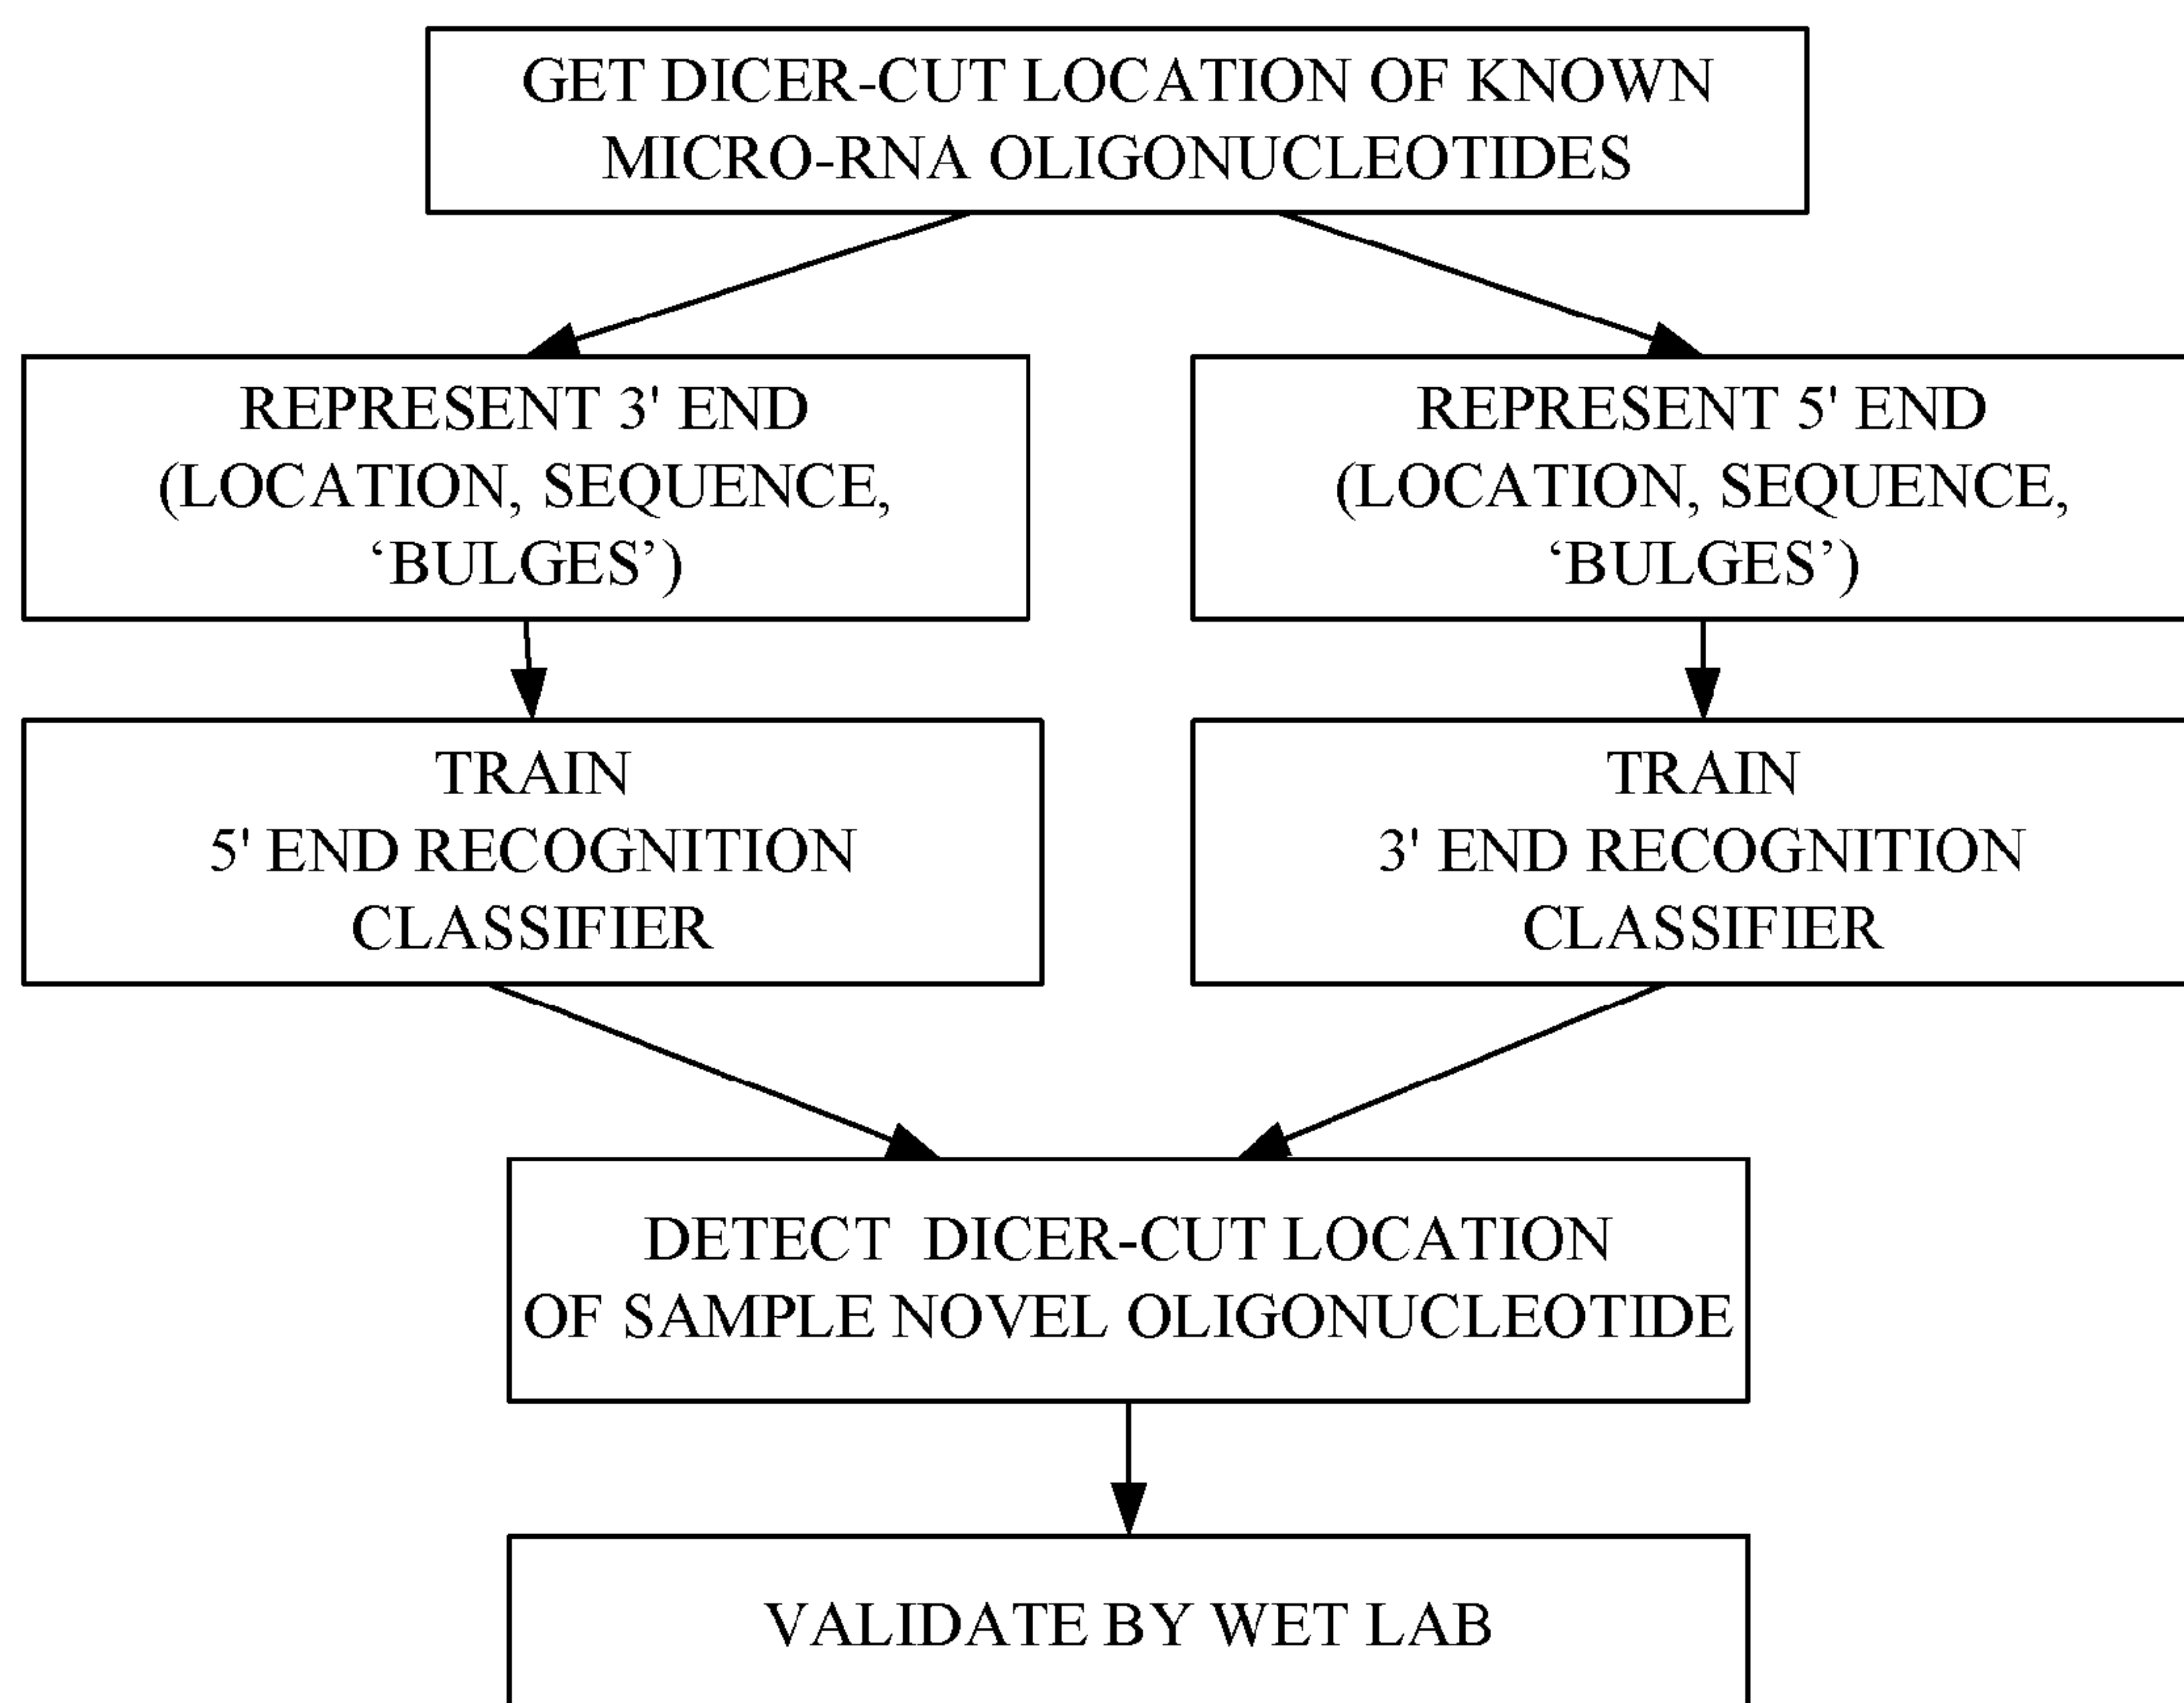 GET DICER-CUT LOCATION OF KNOWN
MICRO-RNA OLIGONUCLEOTIDES
REPRESENT 3' END
(LOCATION, SEQUENCE,
‘BULGES’)
REPRESENT 5' END
(LOCATION, SEQUENCE,
‘BULGES’)
TRAIN
5' END RECOGNITION
CLASSIFIER
TRAIN
3' END RECOGNITION
CLASSIFIER
DETECT DICER-CUT LOCATION
OF SAMPLE NOVEL OLIGONUCLEOTIDE
VALIDATE BY WET LAB